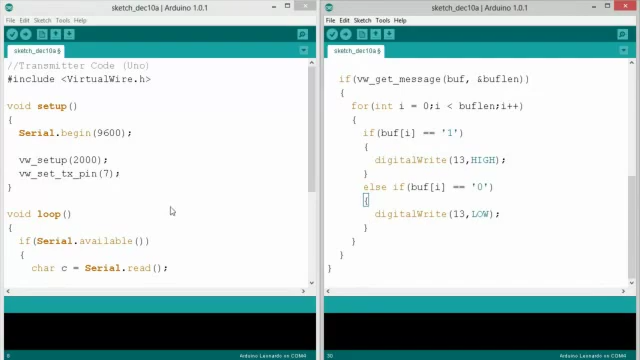 sketch_dec10a | Arduino 1.0.1
File Edit Sketch Tools Help
sketch_dec10a §
//Transmitter Code (Uno)
#include <VirtualWire.h>
void setup()
{
Serial.begin(9600);
vw_setup(2000);
vw_set_tx_pin(7);
}
void loop()
{
if(Serial.available())
{
char c = Serial.read();
8
Arduino Leonardo on COM4
sketch_dec10a | Arduino 1.0.1
File Edit Sketch Tools Help
sketch_dec10a §
if(vw_get_message(buf, &buflen))
{
for(int i = 0;i < buflen;i++)
{
if(buf[i] == '1')
{
digitalWrite(13,HIGH);
}
else if(buf[i] == '0')
{
digitalWrite(13,LOW);
}
}
}
}
30
Arduino Leonardo on COM4